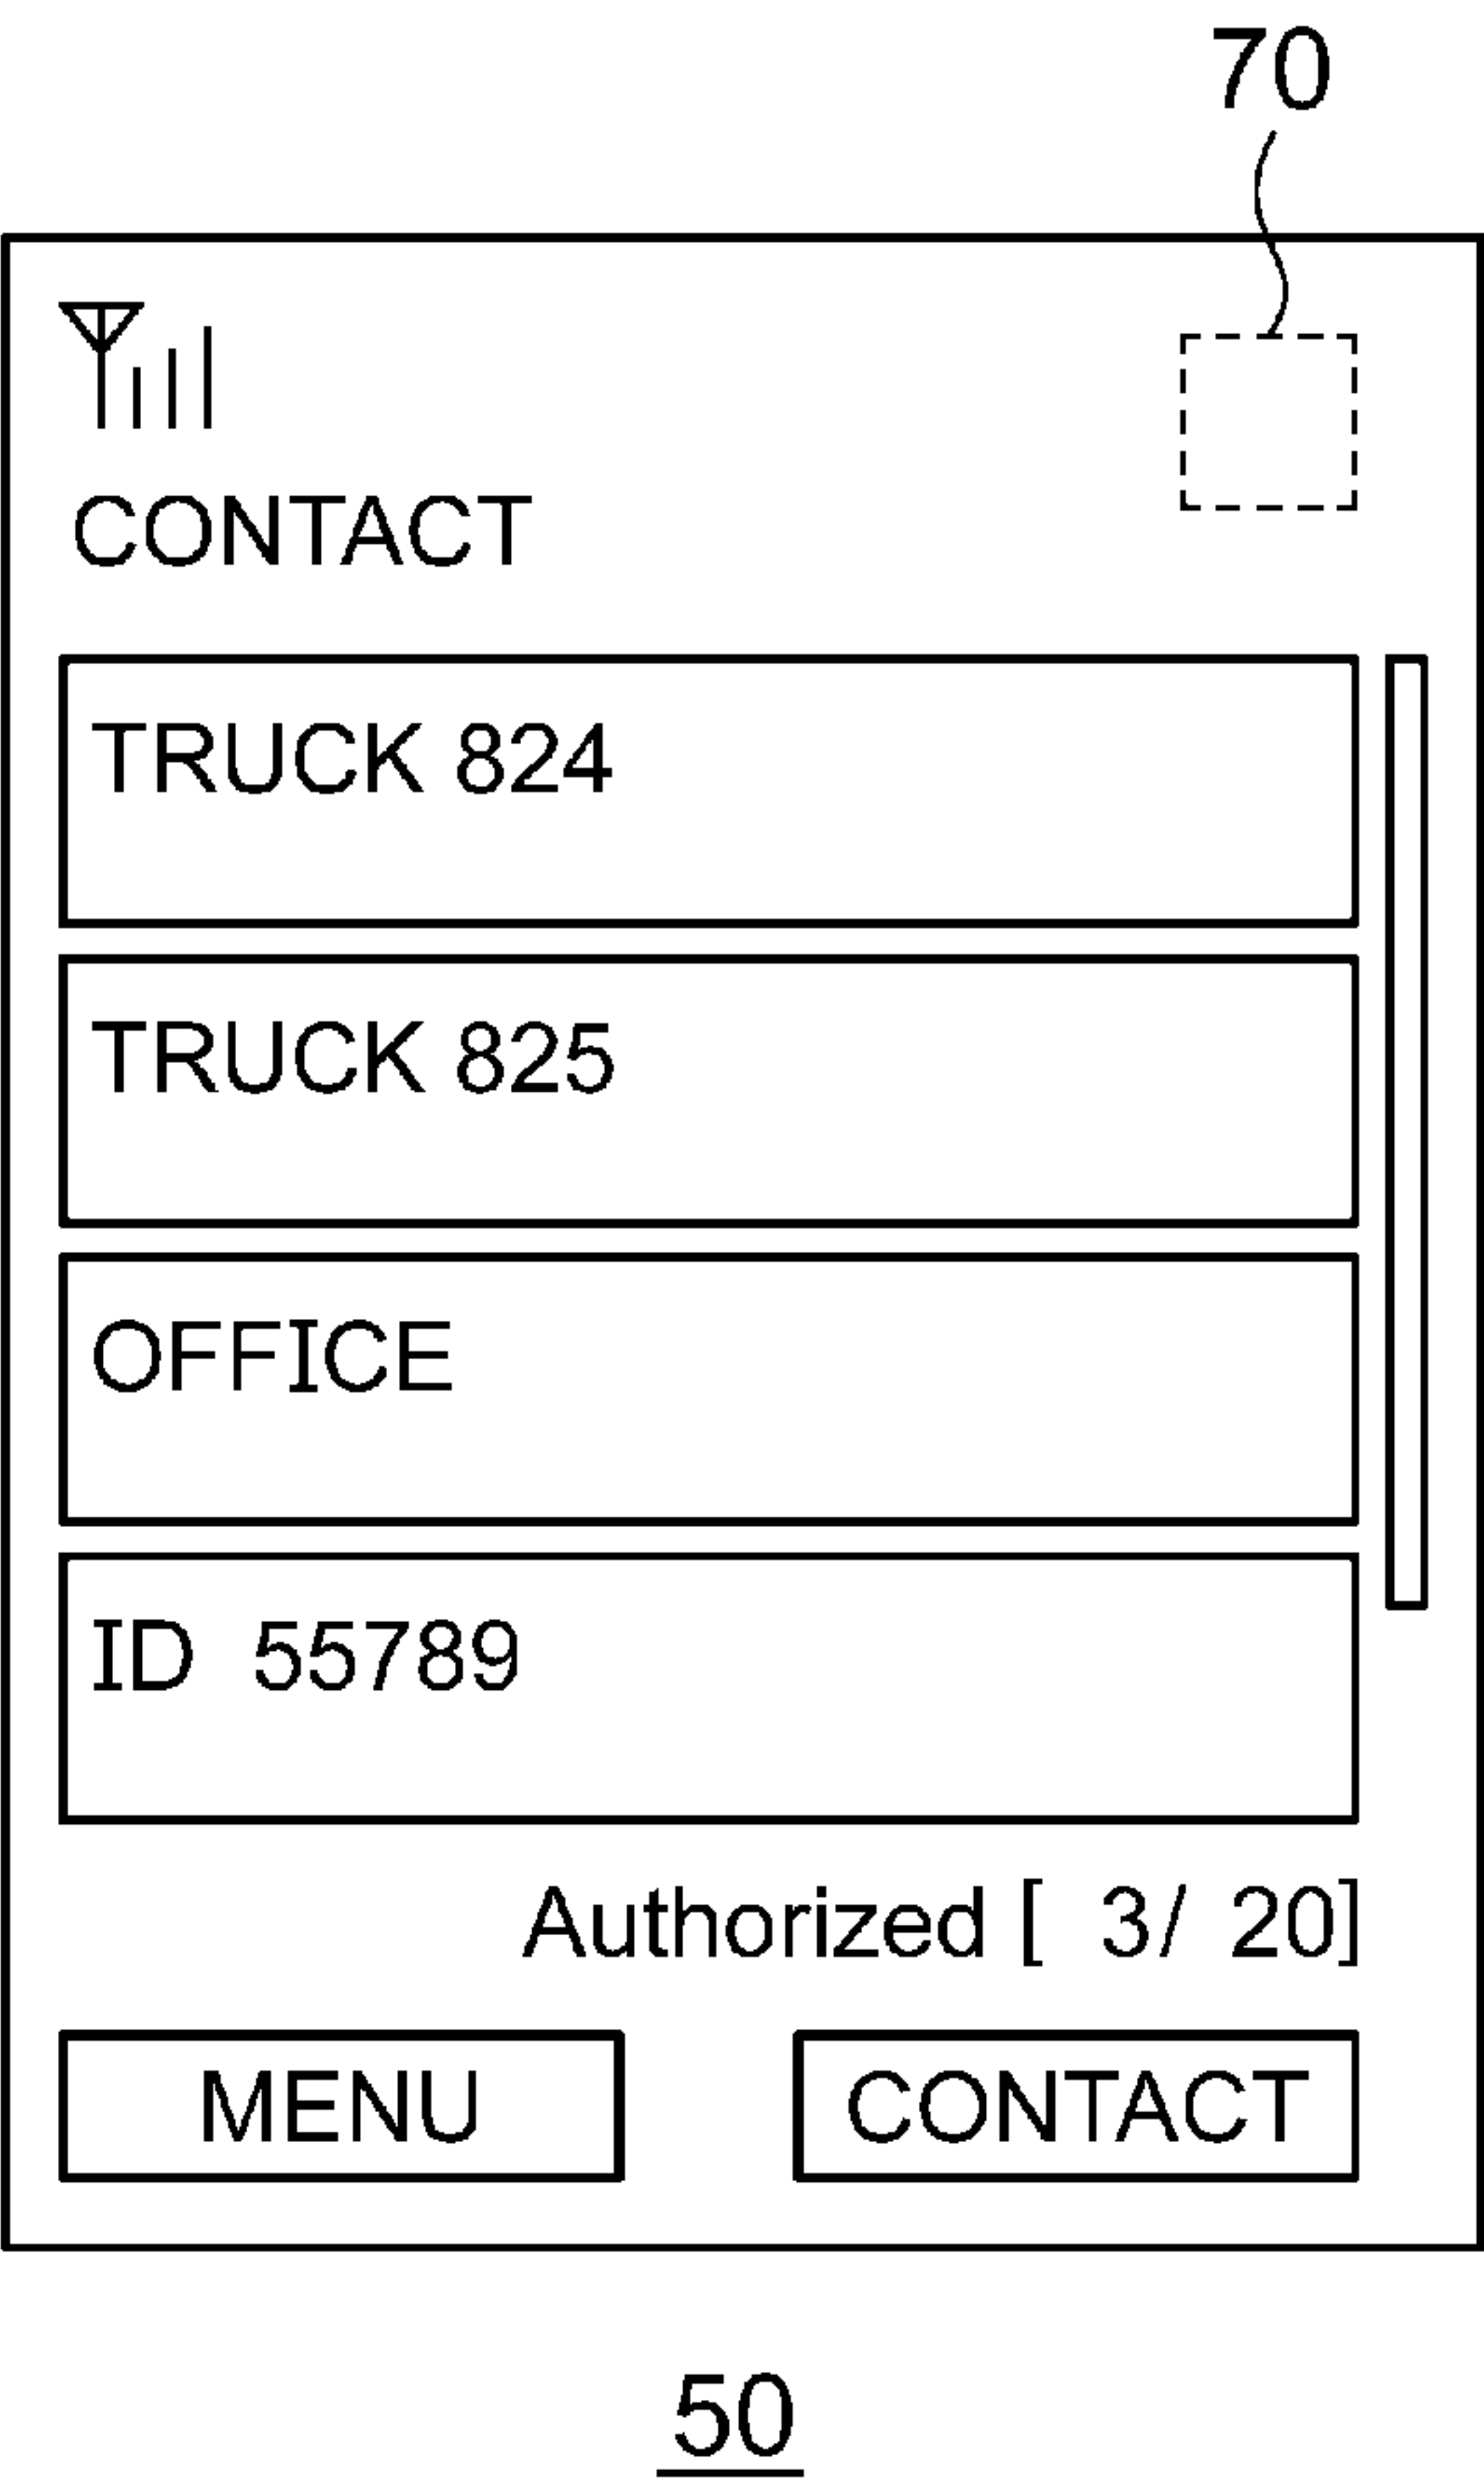 70
CONTACT
TRUCK 824
TRUCK 825
OFFICE
ID 55789
Authorized [ 3/ 20]
MENU CONTACT
50